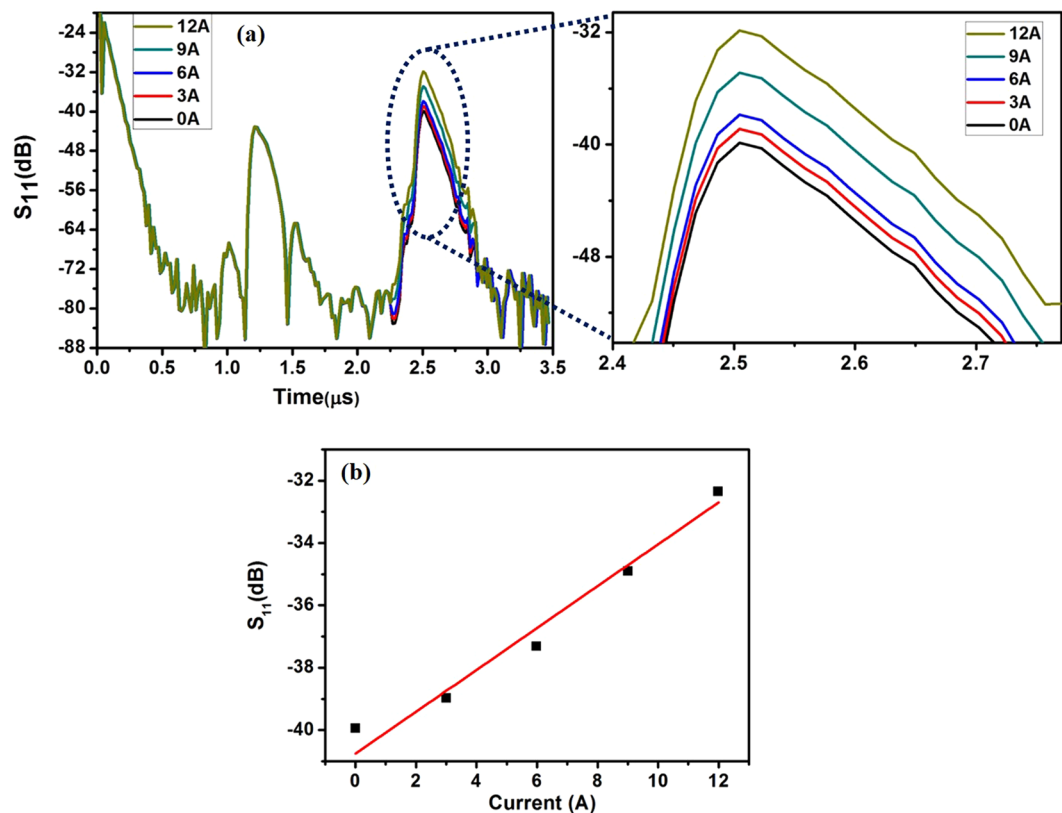 (a)
12A
9A
6A
3A
0A
S11(dB)
-24
-32
-40
-48
-56
-64
-72
-80
-88
0.0 0.5 1.0 1.5 2.0 2.5 3.0 3.5
Time(μs)
12A
9A
6A
3A
0A
-32
-40
-48
2.4 2.5 2.6 2.7
(b)
S11(dB)
-32
-34
-36
-38
-40
0 2 4 6 8 10 12
Current (A)